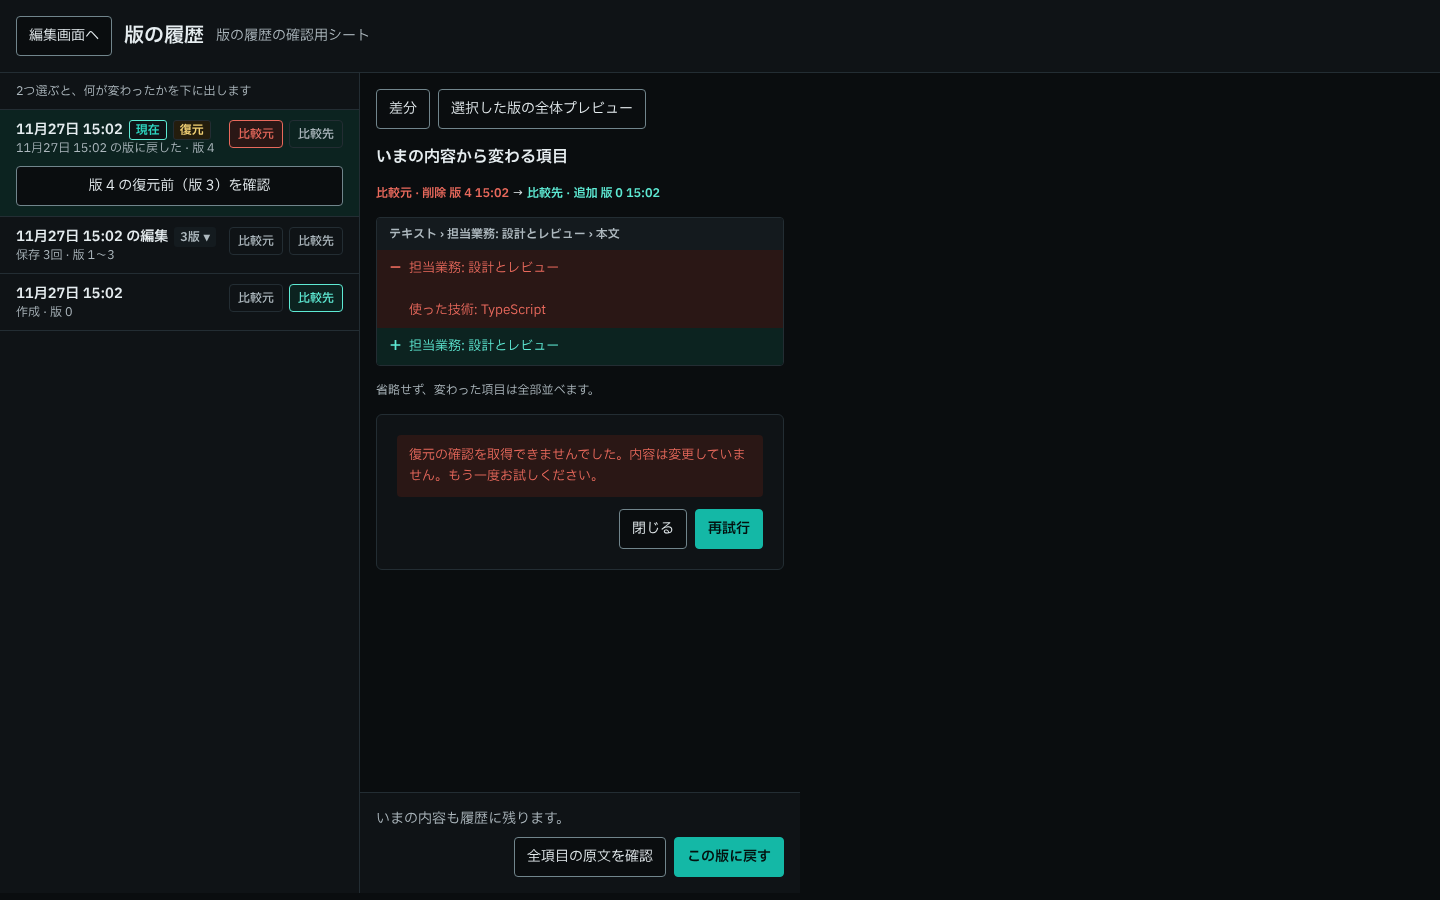 編集画面へ
版の履歴
版の履歴の確認用シート
2つ選ぶと、何が変わったかを下に出します
11月27日 15:02 現在 復元
比較元 比較先
11月27日 15:02 の版に戻した · 版 4
版 4 の復元前（版 3）を確認
11月27日 15:02 の編集 3版 ▾
比較元 比較先
保存 3回 · 版 1〜3
11月27日 15:02
比較元 比較先
作成 · 版 0
差分
選択した版の全体プレビュー
いまの内容から変わる項目
比較元 · 削除 版 4 15:02 → 比較先 · 追加 版 0 15:02
テキスト › 担当業務: 設計とレビュー › 本文
− 担当業務: 設計とレビュー
使った技術: TypeScript
+ 担当業務: 設計とレビュー
省略せず、変わった項目は全部並べます。
復元の確認を取得できませんでした。内容は変更していま
せん。もう一度お試しください。
閉じる
再試行
いまの内容も履歴に残ります。
全項目の原文を確認
この版に戻す